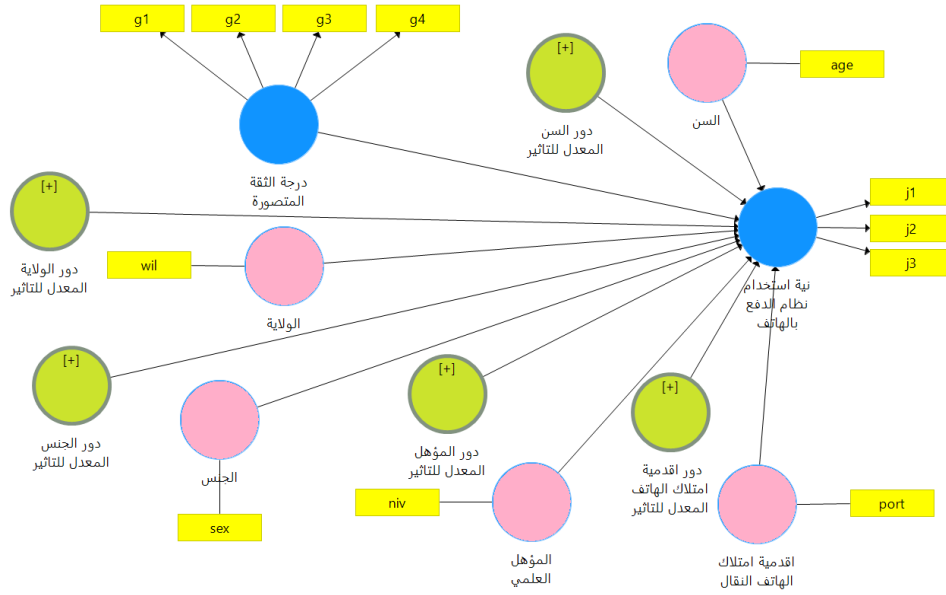 g1
g2
g3
g4
[+]
age
السن
دور السن
المعدل للتاثير
درجة الثقة
المتصورة
[+]
j1
j2
j3
wil
دور الولاية
المعدل للتاثير
الولاية
نية استخدام
نظام الدفع
بالهاتف
[+]
[+]
[+]
دور الجنس
المعدل للتاثير
الجنس
دور المؤهل
المعدل للتاثير
دور اقدمية
امتلاك الهاتف
المعدل للتاثير
niv
port
sex
المؤهل
العلمي
اقدمية امتلاك
الهاتف النقال